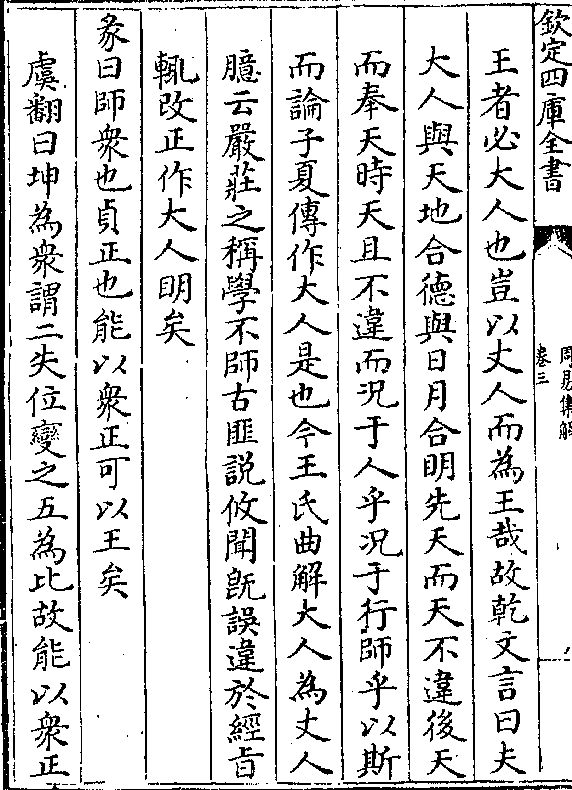 欽定四庫全書
周易集解
卷三
王者必大人也豈以丈人而為王哉故乾文言曰夫
大人與天地合德與日月合明先天而天不違後天
而奉天時天且不違而況于人乎況于行師乎以斯
而論子夏傳作大人是也今王氏曲解大人為丈人
臆云嚴莊之稱學不師古匪説攸聞既誤違於經旨
輒改正作大人明矣
彖曰師衆也貞正也能以衆正可以王矣
虞翻曰坤為衆謂二失位變之五為比故能以衆正